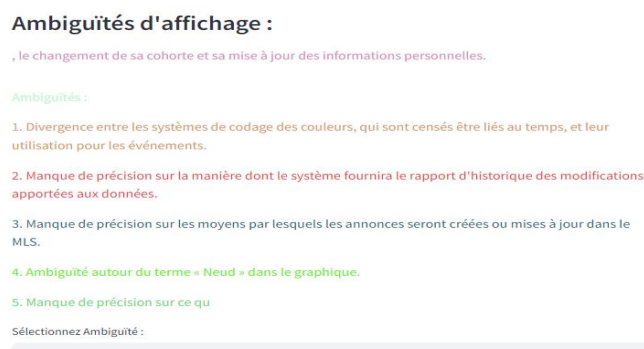 Ambiguïtés d'affichage :
, le changement de sa cohorte et sa mise à jour des informations personnelles.
Ambiguïtés :
1. Divergence entre les systèmes de codage des couleurs, qui sont censés être liés au temps, et leur
utilisation pour les événements.
2. Manque de précision sur la manière dont le système fournira le rapport d'historique des modifications
apportées aux données.
3. Manque de précision sur les moyens par lesquels les annonces seront créées ou mises à jour dans le
MLS.
4. Ambiguïté autour du terme « Neud » dans le graphique.
5. Manque de précision sur ce qu
Sélectionnez Ambiguïté :